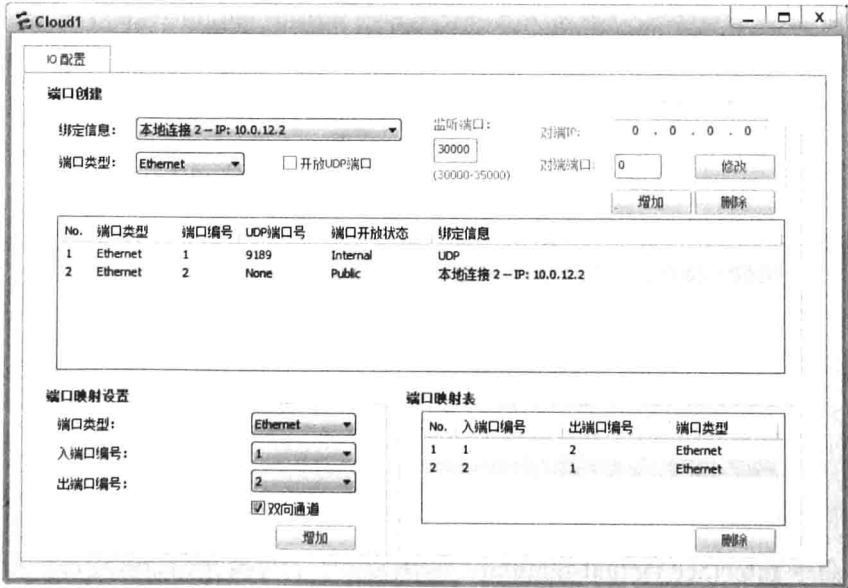 Cloud1
IO 配置
端口创建
绑定信息: 本地连接 2 -- IP: 10.0.12.2
监听端口:
对端IP: 0 . 0 . 0 . 0
端口类型: Ethernet 开放UDP端口
30000
(30000-35000)
对端端口: 0 修改
增加 删除
No. 端口类型 端口编号 UDP端口号 端口开放状态 绑定信息
1 Ethernet 1 9189 Internal UDP
2 Ethernet 2 None Public 本地连接 2 -- IP: 10.0.12.2
端口映射设置
端口类型: Ethernet
入端口编号: 1
出端口编号: 2
双向通道
增加
端口映射表
No. 入端口编号 出端口编号 端口类型
1 1 2 Ethernet
2 2 1 Ethernet
删除